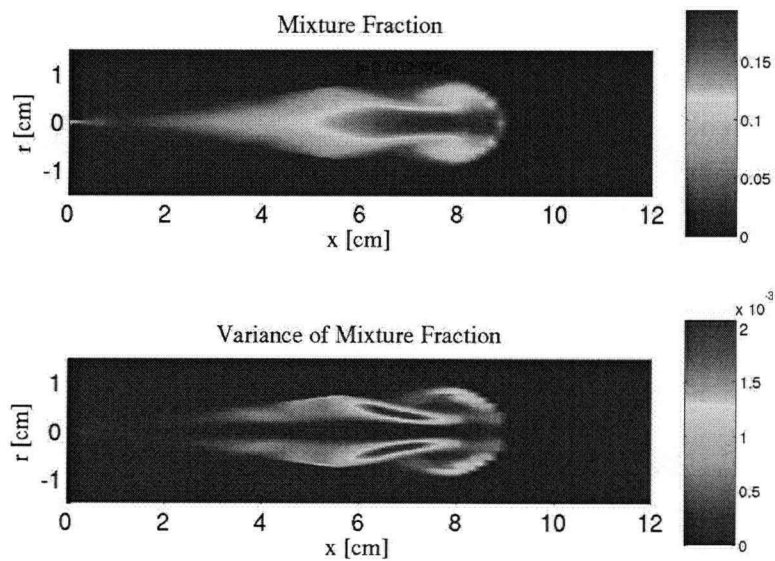 Mixture Fraction
1
0
-1
r [cm]
0 2 4 6 8 10 12
x [cm]
0.15
0.1
0.05
0
x 10⁻³
Variance of Mixture Fraction
1
0
-1
r [cm]
0 2 4 6 8 10 12
x [cm]
2
1.5
1
0.5
0